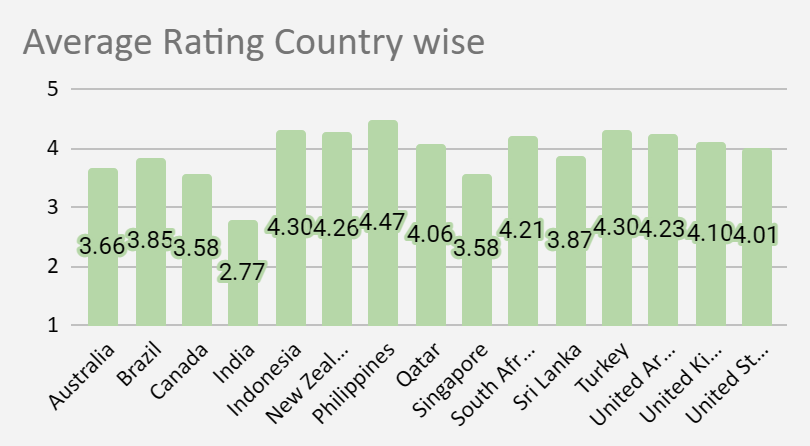 Average Rating Country wise
5
4
3
2
1
3.66
3.85
3.58
2.77
4.30
4.26
4.47
4.06
3.58
4.21
3.87
4.30
4.23
4.10
4.01
Australia
Brazil
Canada
India
Indonesia
New Zeal...
Philippines
Qatar
Singapore
South Afr...
Sri Lanka
Turkey
United Ar...
United Ki...
United St...